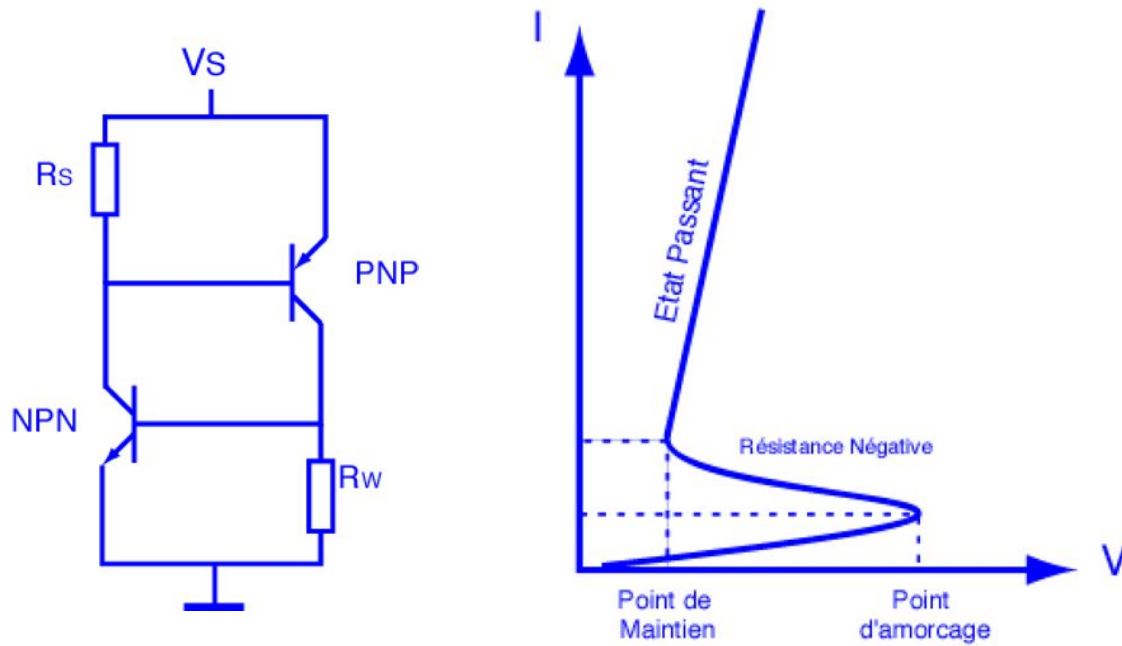 VS
RS
PNP
NPN
RW
I
Etat Passant
Résistance Négative
V
Point de
Maintien
Point
d'amorcage